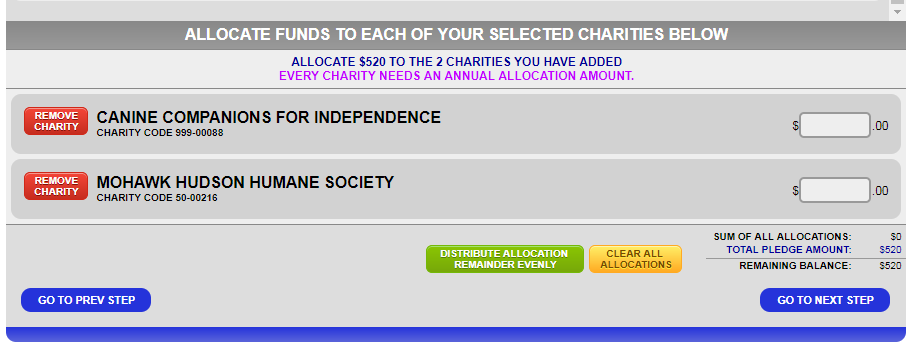 ALLOCATE FUNDS TO EACH OF YOUR SELECTED CHARITIES BELOW
ALLOCATE $520 TO THE 2 CHARITIES YOU HAVE ADDED
EVERY CHARITY NEEDS AN ANNUAL ALLOCATION AMOUNT.
REMOVE
CHARITY
CANINE COMPANIONS FOR INDEPENDENCE
CHARITY CODE 999-00088
$ .00
REMOVE
CHARITY
MOHAWK HUDSON HUMANE SOCIETY
CHARITY CODE 50-00216
$ .00
DISTRIBUTE ALLOCATION
REMAINDER EVENLY
CLEAR ALL
ALLOCATIONS
SUM OF ALL ALLOCATIONS: $0
TOTAL PLEDGE AMOUNT: $520
REMAINING BALANCE: $520
GO TO PREV STEP
GO TO NEXT STEP